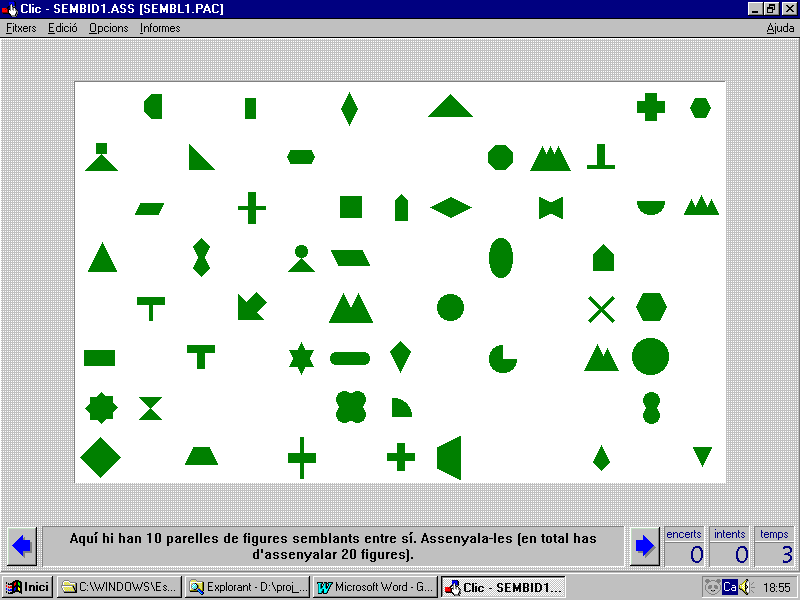 Clic - SEMBID1.ASS [SEMBL1.PAC]
Fitxers Edició Opcions Informes Ajuda
Aquí hi han 10 parelles de figures semblants entre sí. Assenyala-les (en total has
d'assenyalar 20 figures).
encerts intents temps
0 0 3
Inici C:\WINDOWS\Es... Explorant - D:\proj_... Microsoft Word - G... Clic - SEMBID1... Ca 18:55